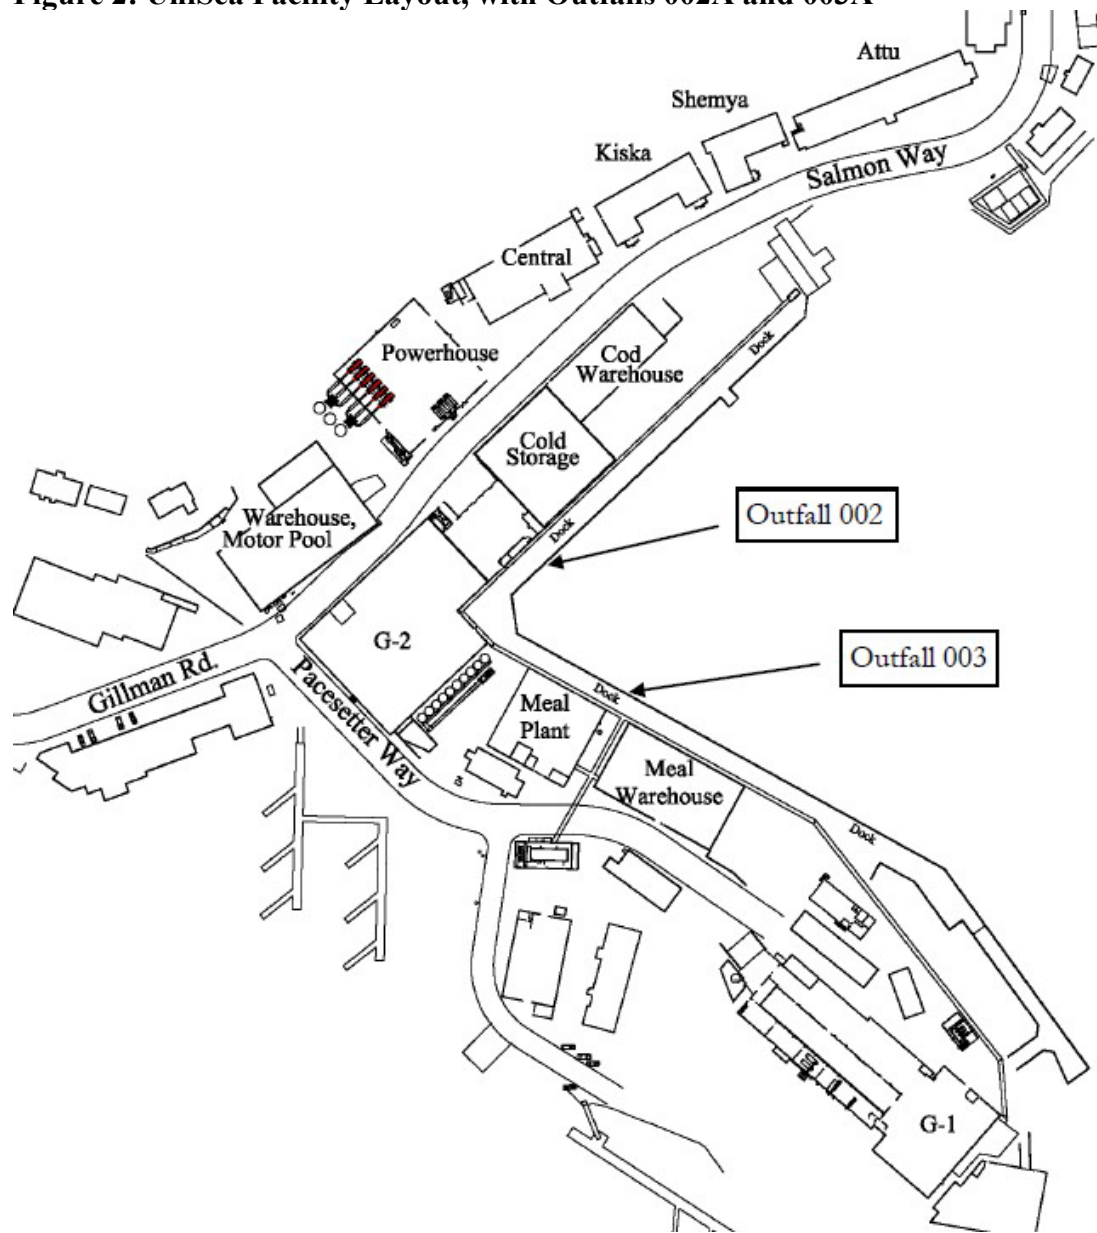 Figure 2: UniSea Facility Layout, with Outfalls 002A and 003A
Attu
Shemya
Kiska
Salmon Way
Central
Powerhouse
Dock
Cod
Warehouse
Cold
Storage
Outfall 002
Warehouse,
Motor Pool
Dock
G-2
Outfall 003
Gillman Rd.
Pacesetter Way
Dock
Meal
Plant
Meal
Warehouse
Dock
G-1